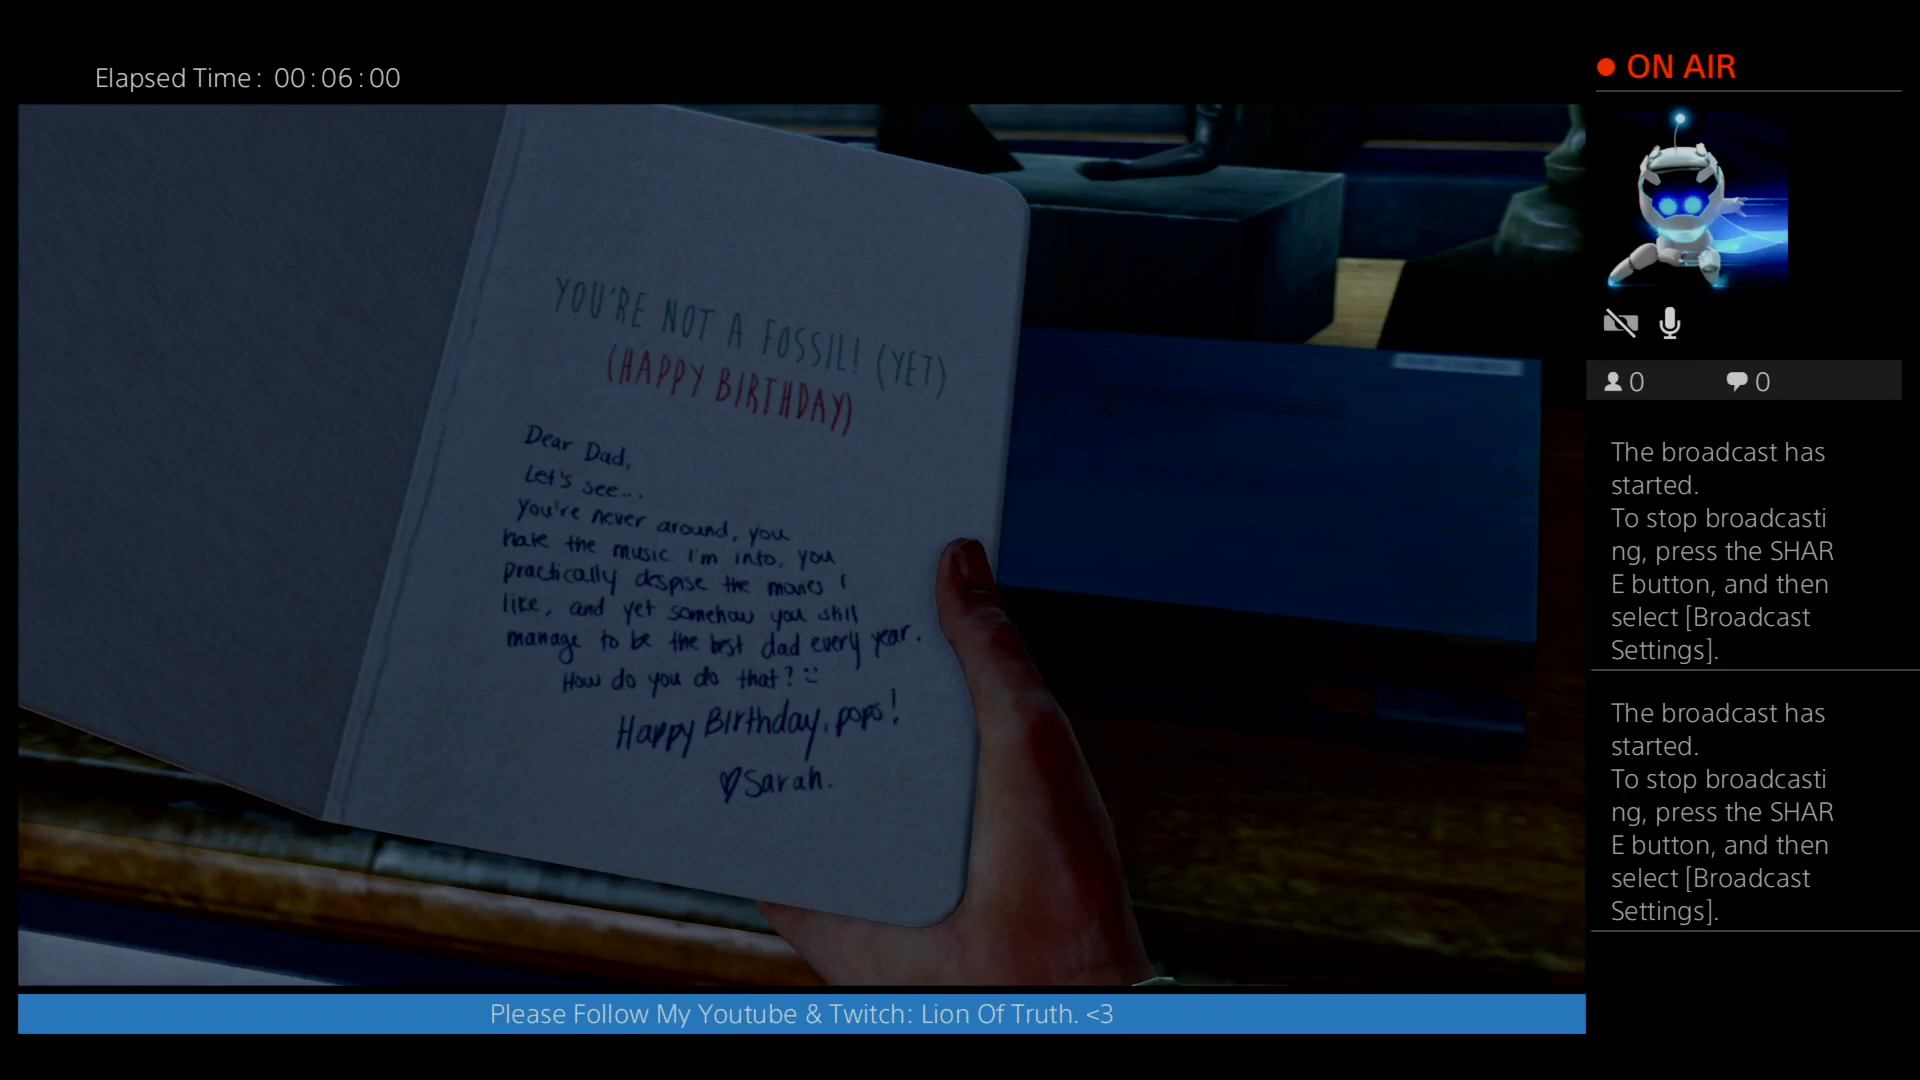 Elapsed Time: 00:06:00
ON AIR
YOU'RE NOT A FOSSIL! (YET)
(HAPPY BIRTHDAY)
Dear Dad,
Let's see...
you're never around, you
hate the music I'm into, you
practically despise the movies I
like, and yet somehow you still
manage to be the best dad every year.
How do you do that? :)
Happy Birthday, pops!
♡Sarah.
0
0
The broadcast has
started.
To stop broadcasti
ng, press the SHAR
E button, and then
select [Broadcast
Settings].
The broadcast has
started.
To stop broadcasti
ng, press the SHAR
E button, and then
select [Broadcast
Settings].
Please Follow My Youtube & Twitch: Lion Of Truth. <3